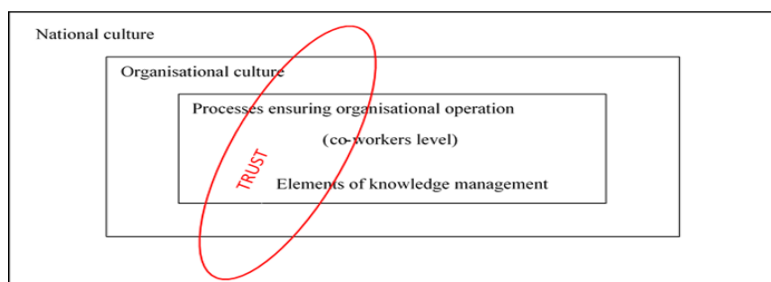 National culture
Organisational culture
Processes ensuring organisational operation
(co-workers level)
TRUST
Elements of knowledge management